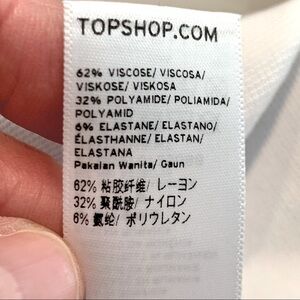 TOPSHOP.COM
62% VISCOSE/ VISCOSA/
VISKOSE/ VISKOSA
32% POLYAMIDE/ POLIAMIDA/
POLYAMID
6% ELASTANE/ ELASTANO/
ÉLASTHANNE/ ELASTAN/
ELASTANA
Pakaian Wanita/ Gaun
62% 粘胶纤维/ レーヨン
32% 聚酰胺/ ナイロン
6% 氨纶/ ポリウレタン